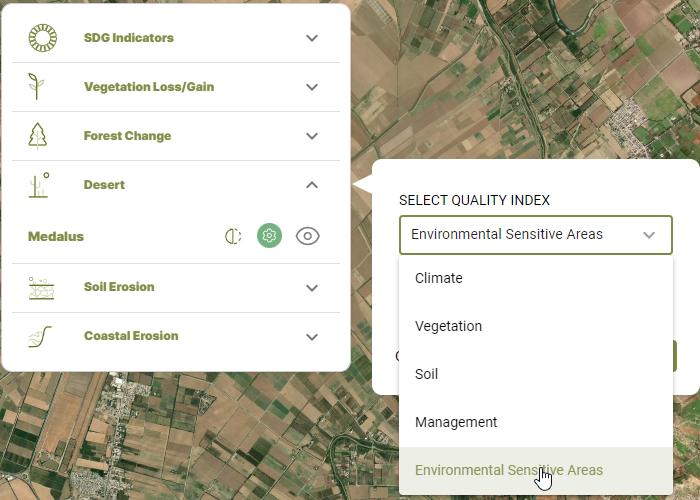 SDG Indicators
Vegetation Loss/Gain
Forest Change
Desert
Medalus
Soil Erosion
Coastal Erosion
SELECT QUALITY INDEX
Environmental Sensitive Areas
Climate
Vegetation
Soil
Management
Environmental Sensitive Areas